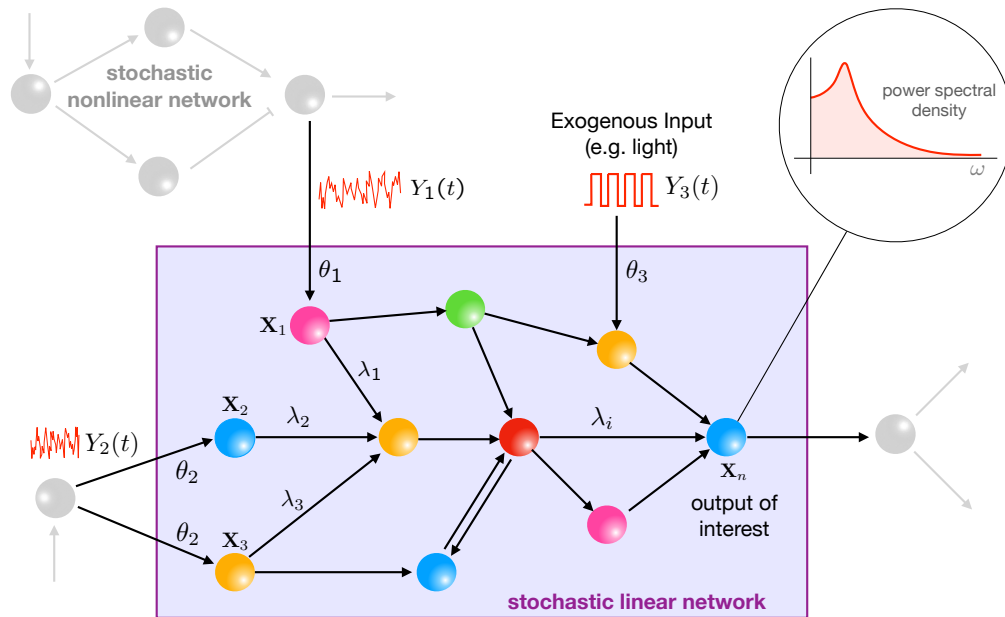 stochastic
nonlinear network
power spectral
density
ω
Exogenous Input
(e.g. light)
Y₁(t)
Y₃(t)
θ₁
θ₃
X₁
λ₁
X₂
λ₂
λᵢ
Y₂(t)
θ₂
Xₙ
λ₃
output of
interest
θ₂
X₃
stochastic linear network